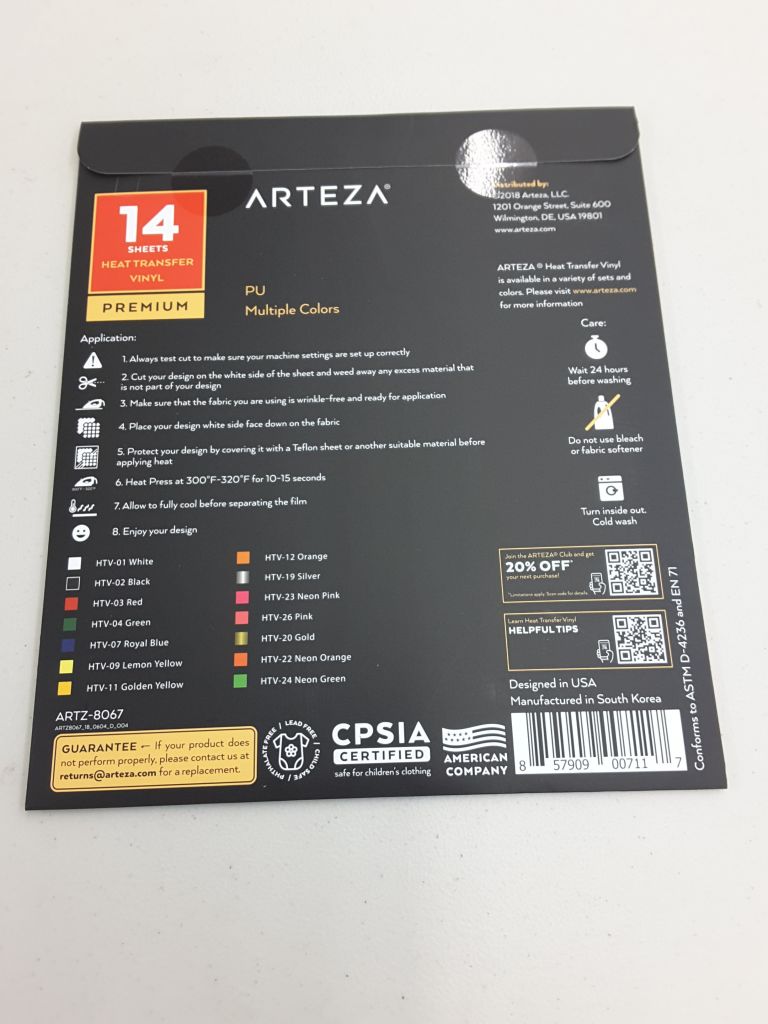 ARTEZA®
14
SHEETS
HEAT TRANSFER
VINYL
PREMIUM
PU
Multiple Colors
Distributed by:
©2018 Arteza, LLC.
1201 Orange Street, Suite 600
Wilmington, DE, USA 19801
www.arteza.com
ARTEZA ® Heat Transfer Vinyl
is available in a variety of sets and
colors. Please visit www.arteza.com
for more information
Application:
1. Always test cut to make sure your machine settings are set up correctly
2. Cut your design on the white side of the sheet and weed away any excess material that
is not part of your design
3. Make sure that the fabric you are using is wrinkle-free and ready for application
4. Place your design white side face down on the fabric
5. Protect your design by covering it with a Teflon sheet or another suitable material before
applying heat
6. Heat Press at 300°F-320°F for 10-15 seconds
7. Allow to fully cool before separating the film
8. Enjoy your design
Care:
Wait 24 hours
before washing
Do not use bleach
or fabric softener
Turn inside out.
Cold wash
HTV-01 White
HTV-02 Black
HTV-03 Red
HTV-04 Green
HTV-07 Royal Blue
HTV-09 Lemon Yellow
HTV-11 Golden Yellow
HTV-12 Orange
HTV-19 Silver
HTV-23 Neon Pink
HTV-26 Pink
HTV-20 Gold
HTV-22 Neon Orange
HTV-24 Neon Green
Join the ARTEZA® Club and get
20% OFF*
your next purchase!
*Limitations apply. Scan code for details.
Learn Heat Transfer Vinyl
HELPFUL TIPS
Designed in USA
Manufactured in South Korea
Conforms to ASTM D-4236 and EN 71
ARTZ-8067
ARTZ8067_18_0604_D_004
GUARANTEE – If your product does
not perform properly, please contact us at
returns@arteza.com for a replacement.
LEAD FREE / CHILD SAFE / PHTHALATE FREE /
CPSIA
CERTIFIED
safe for children's clothing
AMERICAN
COMPANY
8 57909 00711 7